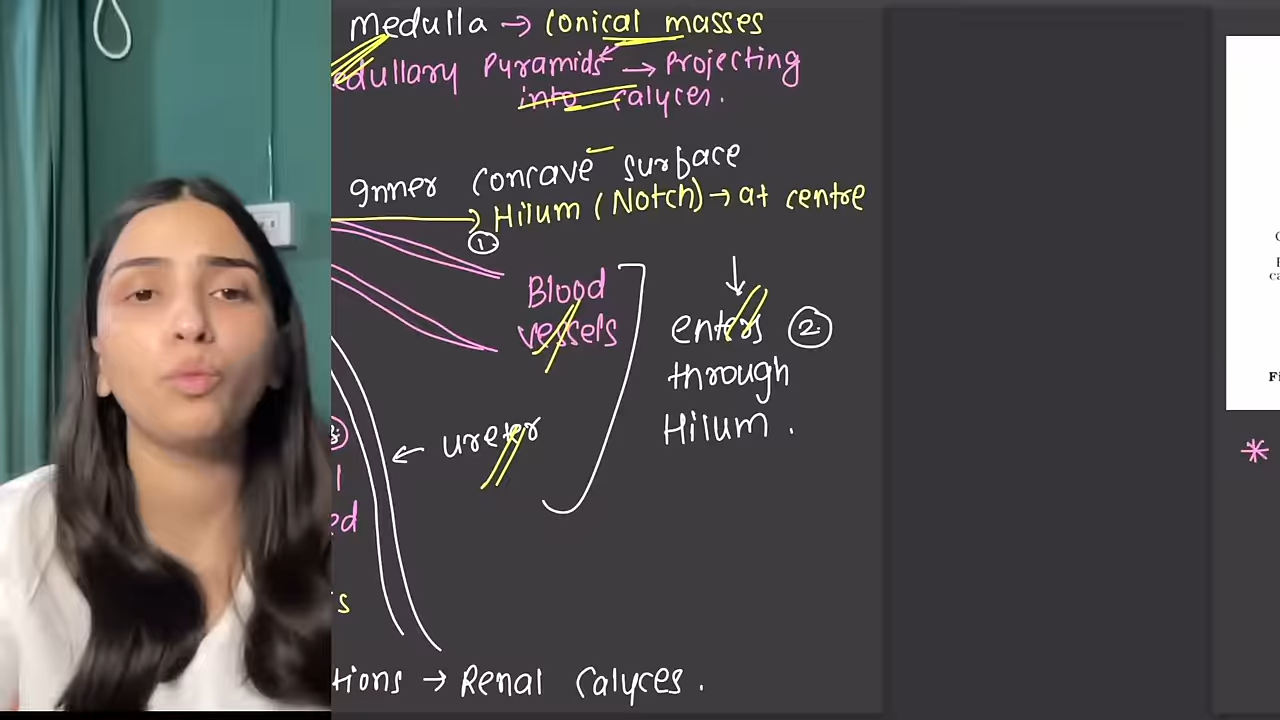 Medulla → Conical masses
edullary Pyramids → Projecting
into Calyces.
Inner Concave surface
→ Hilum (Notch) → at centre
1.
Blood
vessels
↓
enters 2.
through
Hilum.
← ureter
ed
tions → Renal Calyces.
*